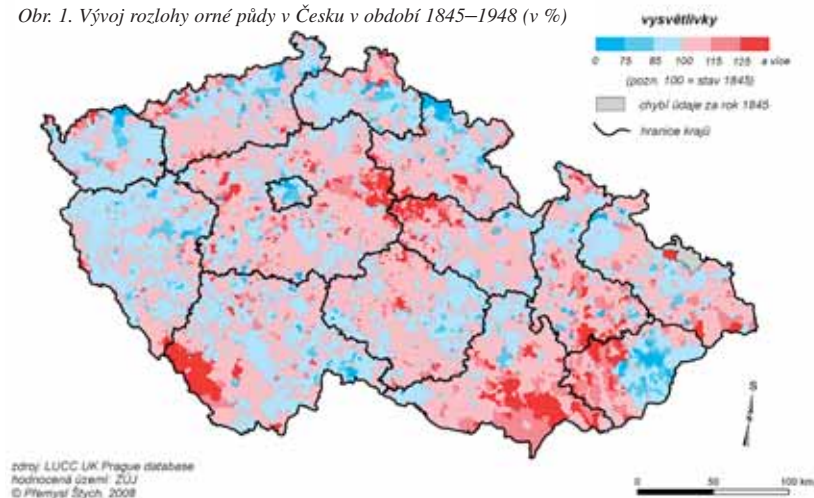 Obr. 1. Vývoj rozlohy orné půdy v Česku v období 1845–1948 (v %)
vysvětlivky
0 75 85 100 115 125 a více
(pozn. 100 = stav 1845)
chybí údaje za rok 1845
hranice krajů
S
zdroj: LUCC UK Prague database
hodnocená území: ZÚJ
© Přemysl Štych, 2008
0 50 100 km